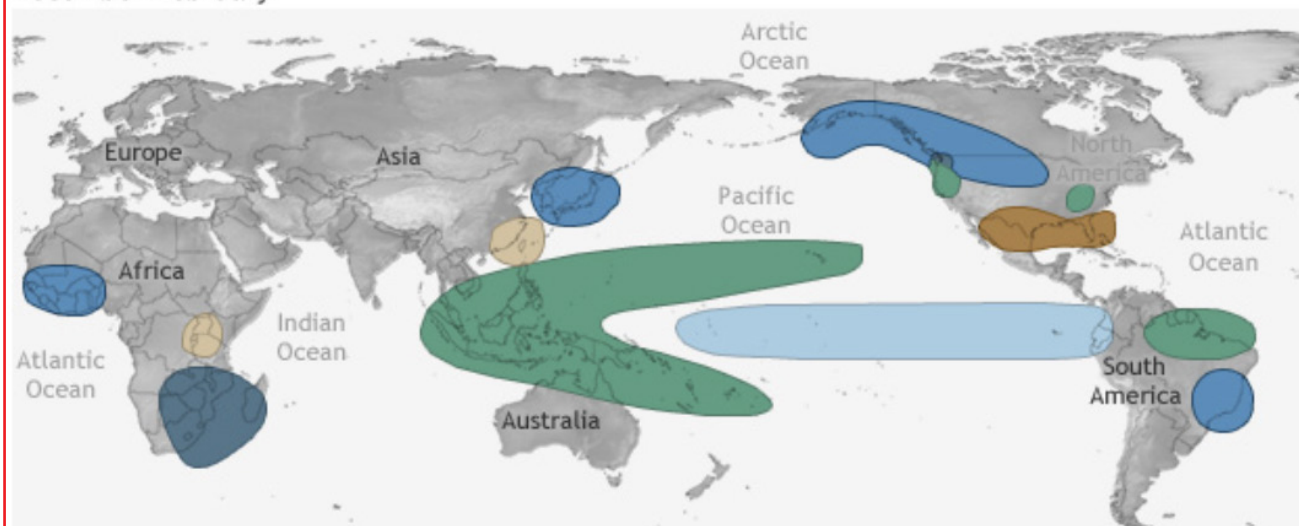 Arctic
Ocean
Europe
Asia
North
America
Pacific
Ocean
Atlantic
Ocean
Africa
Indian
Ocean
Atlantic
Ocean
South
America
Australia